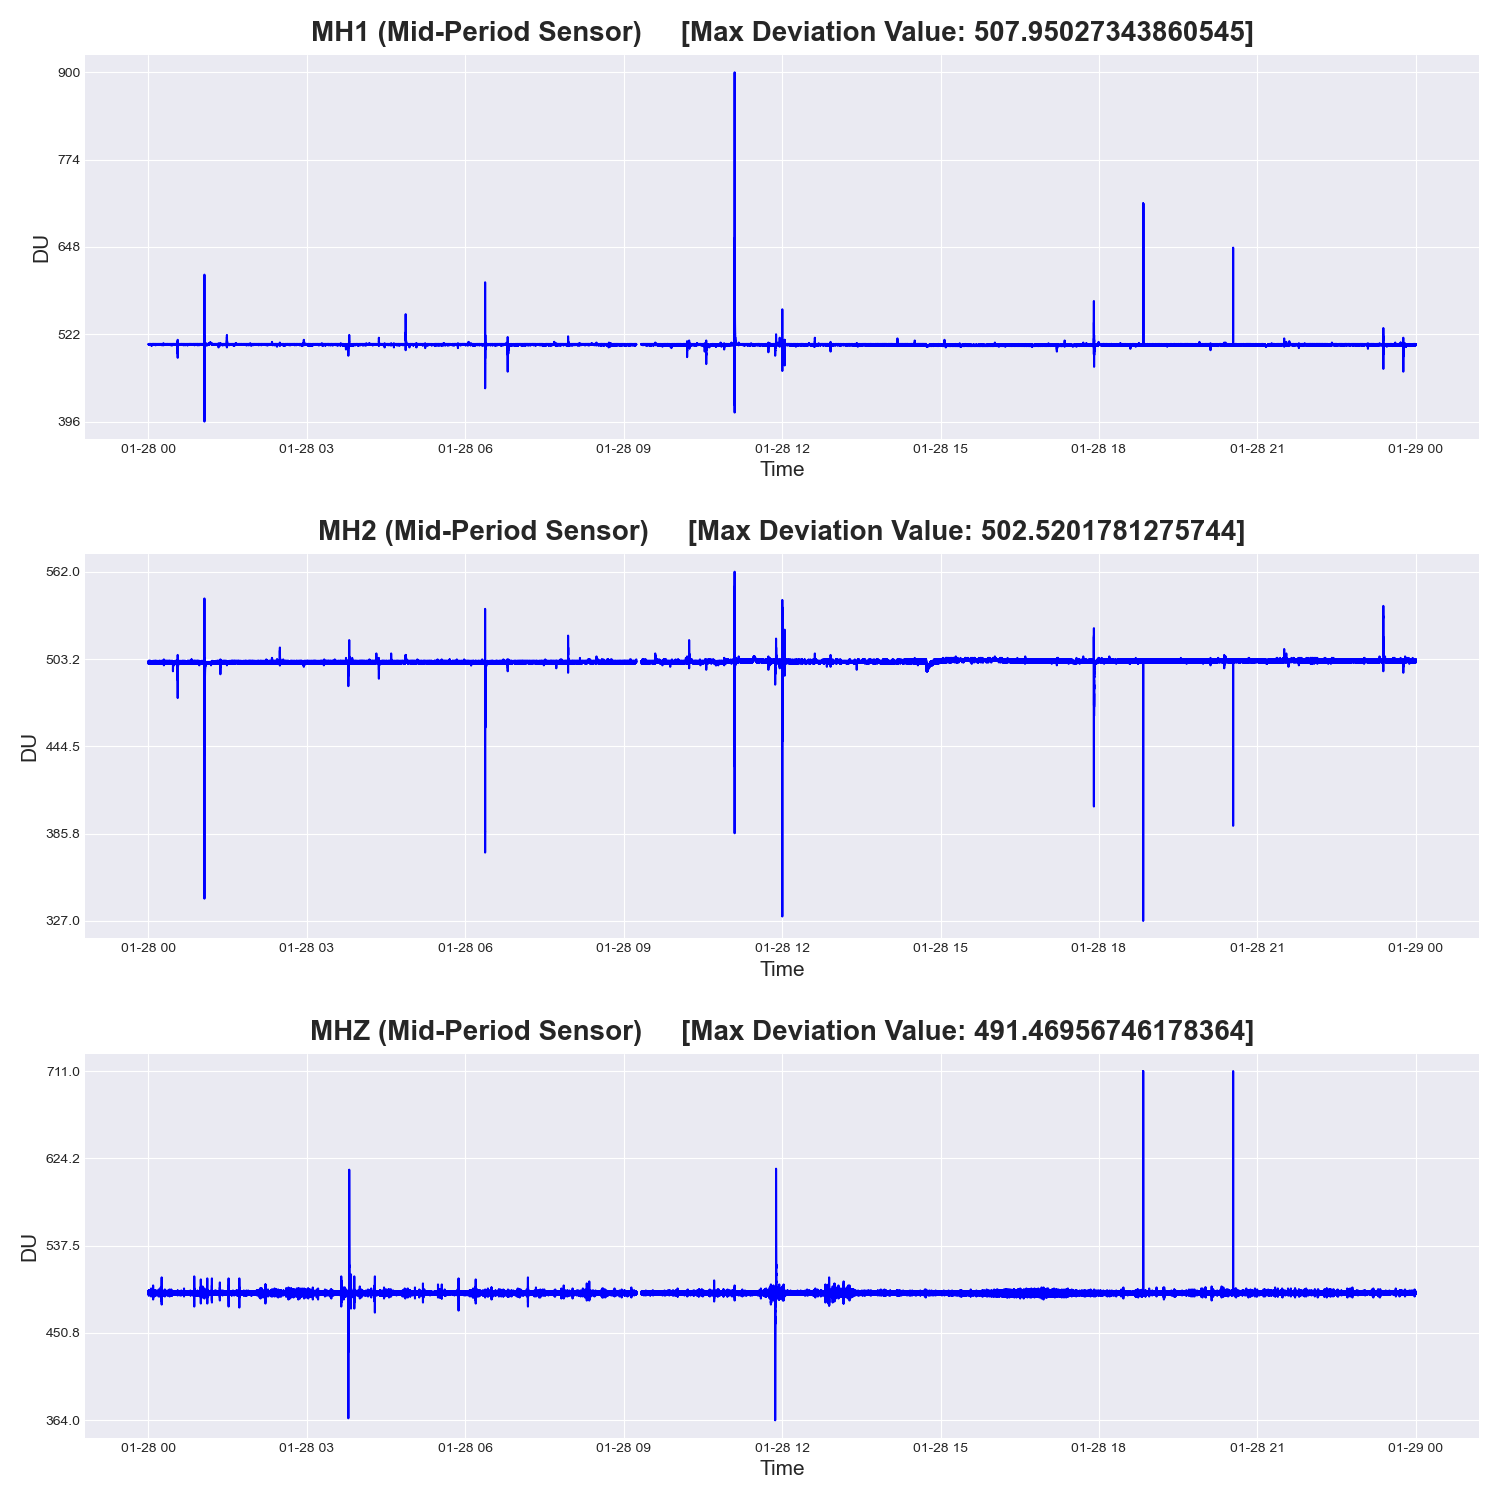 MH1 (Mid-Period Sensor) [Max Deviation Value: 507.95027343860545]
900
774
648
522
396
DU
01-28 00 01-28 03 01-28 06 01-28 09 01-28 12 01-28 15 01-28 18 01-28 21 01-29 00
Time
MH2 (Mid-Period Sensor) [Max Deviation Value: 502.5201781275744]
562.0
503.2
444.5
385.8
327.0
DU
01-28 00 01-28 03 01-28 06 01-28 09 01-28 12 01-28 15 01-28 18 01-28 21 01-29 00
Time
MHZ (Mid-Period Sensor) [Max Deviation Value: 491.46956746178364]
711.0
624.2
537.5
450.8
364.0
DU
01-28 00 01-28 03 01-28 06 01-28 09 01-28 12 01-28 15 01-28 18 01-28 21 01-29 00
Time